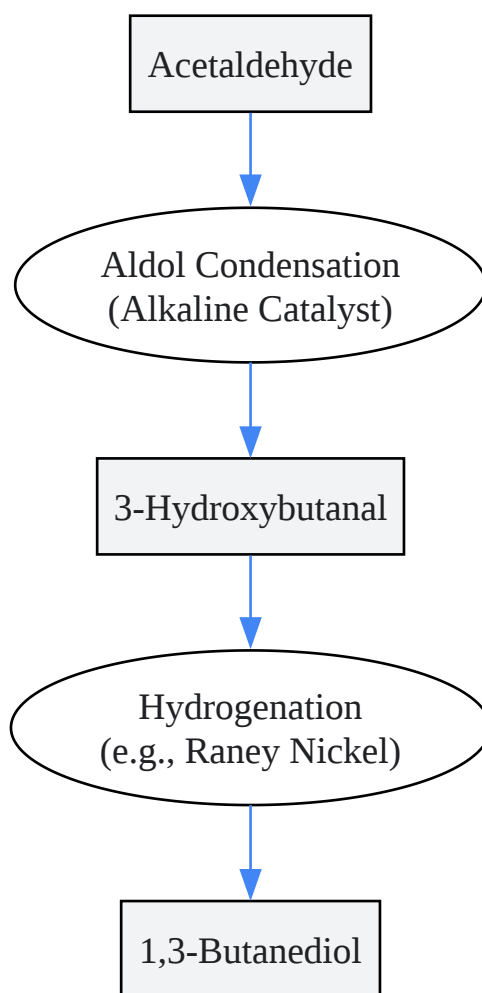 Acetaldehyde
Aldol Condensation
(Alkaline Catalyst)
3-Hydroxybutanal
Hydrogenation
(e.g., Raney Nickel)
1,3-Butanediol